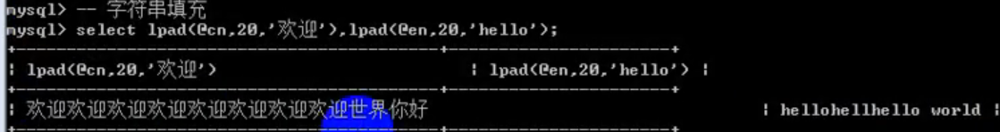 mysql> -- 字符串填充
mysql> select lpad(@cn,20,'欢迎'),lpad(@en,20,'hello');
+------------------------------------------+----------------------+
| lpad(@cn,20,'欢迎') | lpad(@en,20,'hello') |
+------------------------------------------+----------------------+
| 欢迎欢迎欢迎欢迎欢迎欢迎欢迎欢迎世界你好 | hellohellhello world |
+------------------------------------------+----------------------+